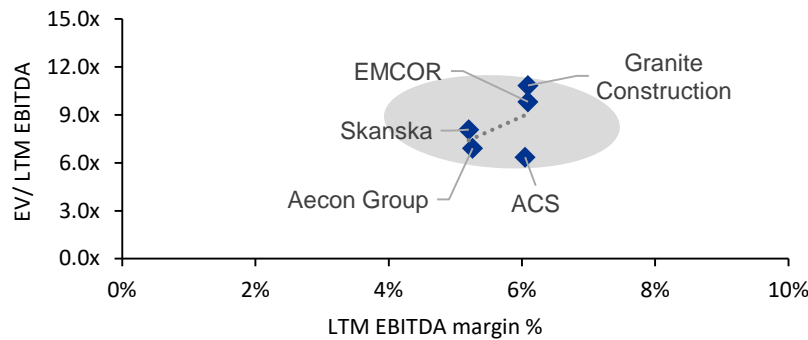 15.0x
12.0x
9.0x
6.0x
3.0x
0.0x
EV/ LTM EBITDA
EMCOR
Granite
Construction
Skanska
Aecon Group
ACS
0%
2%
4%
6%
8%
10%
LTM EBITDA margin %